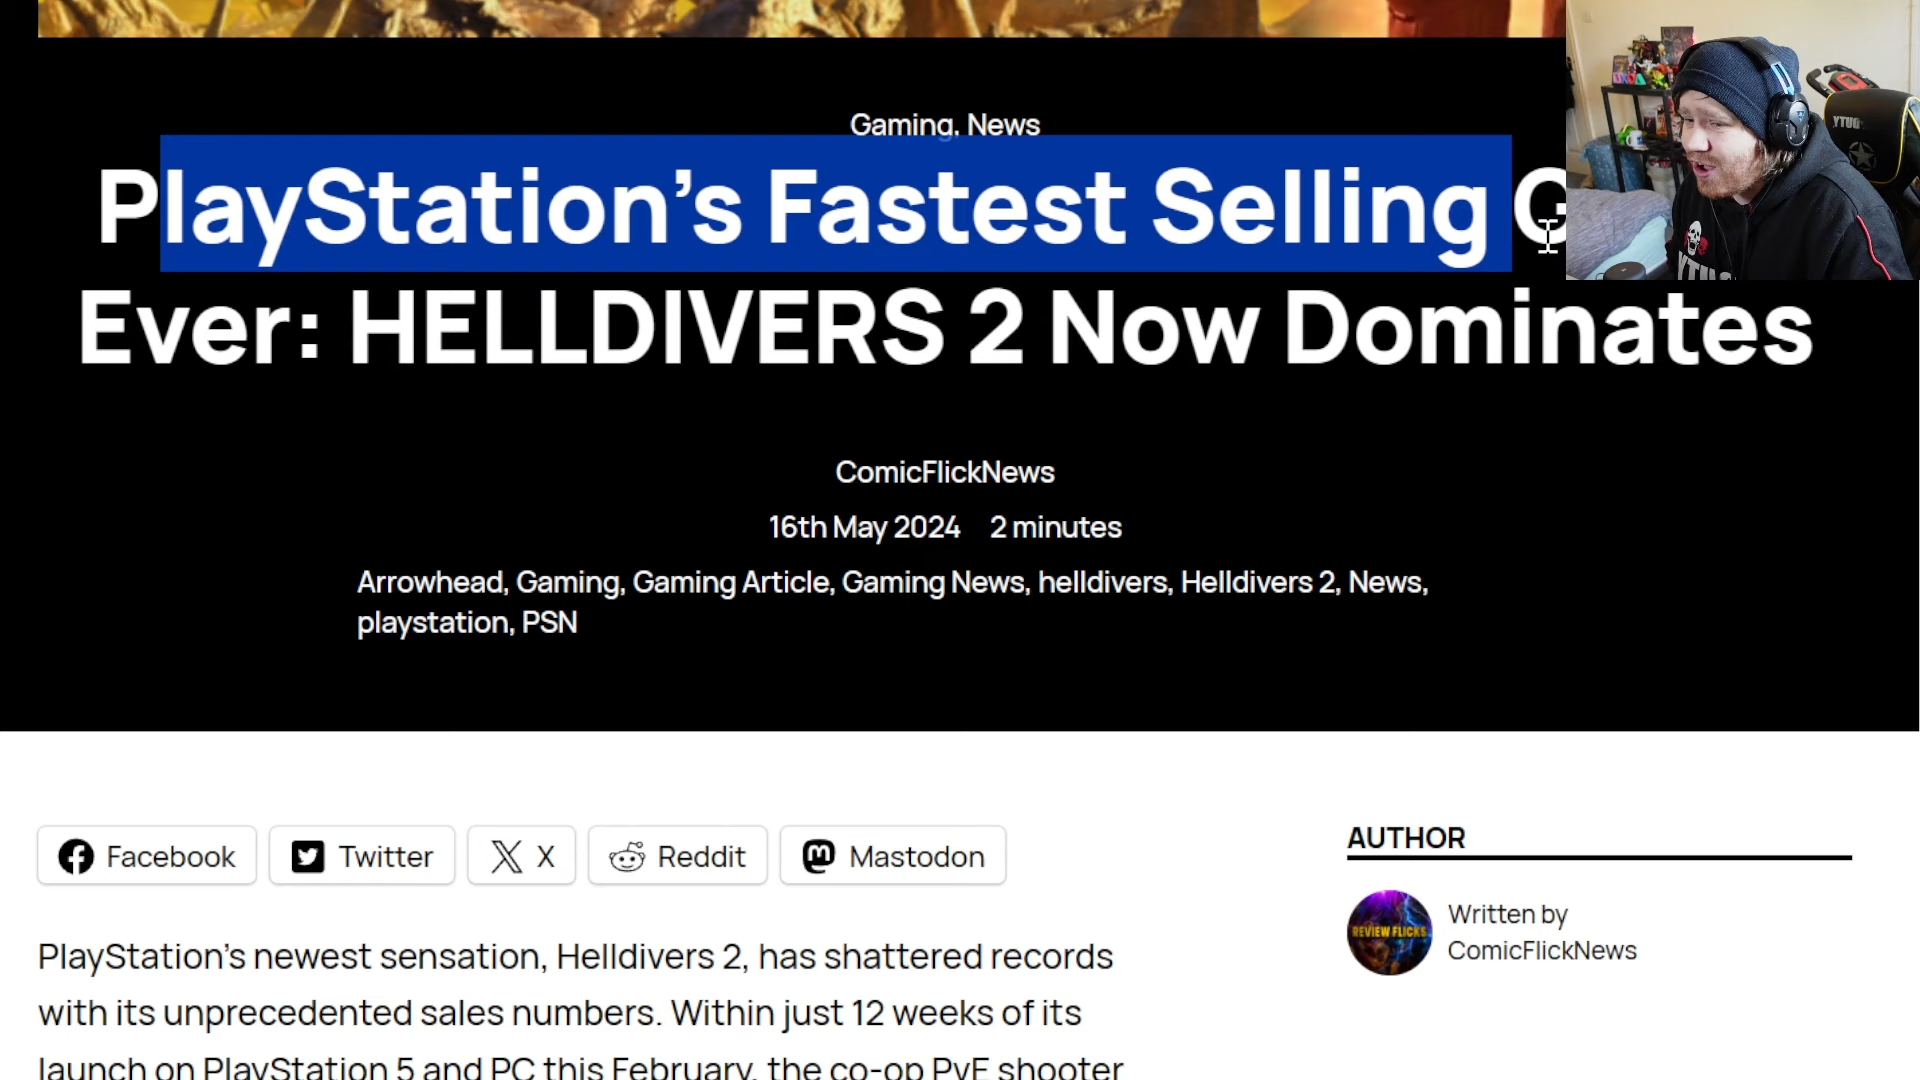 Gaming, News
PlayStation’s Fastest Selling
Ever: HELLDIVERS 2 Now Dominates
ComicFlickNews
16th May 2024 2 minutes
Arrowhead, Gaming, Gaming Article, Gaming News, helldivers, Helldivers 2, News,
playstation, PSN
Facebook
Twitter
X
Reddit
Mastodon
PlayStation’s newest sensation, Helldivers 2, has shattered records
with its unprecedented sales numbers. Within just 12 weeks of its
launch on PlayStation 5 and PC this February, the co-op PvE shooter
AUTHOR
REVIEW FLICKS
Written by
ComicFlickNews